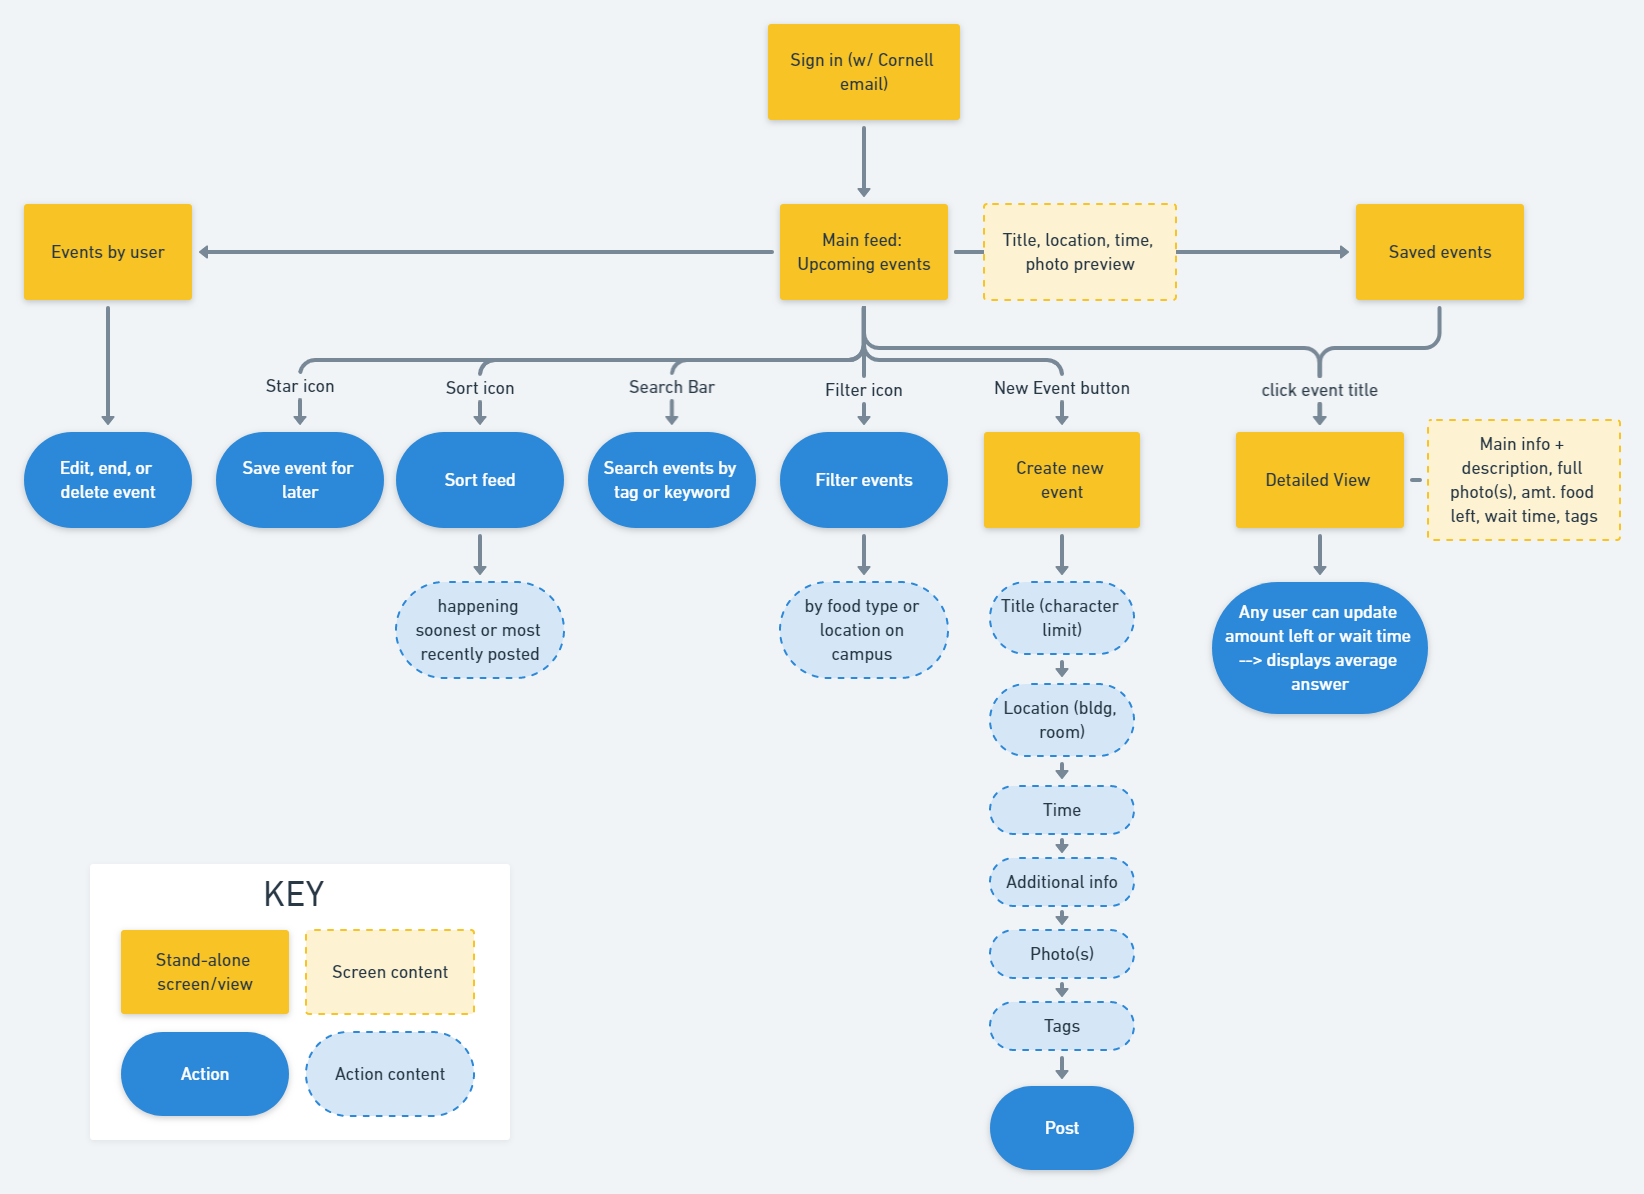 Sign in (w/ Cornell
email)
Events by user
Main feed:
Upcoming events
Title, location, time,
photo preview
Saved events
Star icon
Sort icon
Search Bar
Filter icon
New Event button
click event title
Edit, end, or
delete event
Save event for
later
Sort feed
Search events by
tag or keyword
Filter events
Create new
event
Detailed View
Main info +
description, full
photo(s), amt. food
left, wait time, tags
happening
soonest or most
recently posted
by food type or
location on
campus
Title (character
limit)
Any user can update
amount left or wait time
--> displays average
answer
Location (bldg,
room)
Time
Additional info
Photo(s)
Tags
Post
KEY
Stand-alone
screen/view
Screen content
Action
Action content